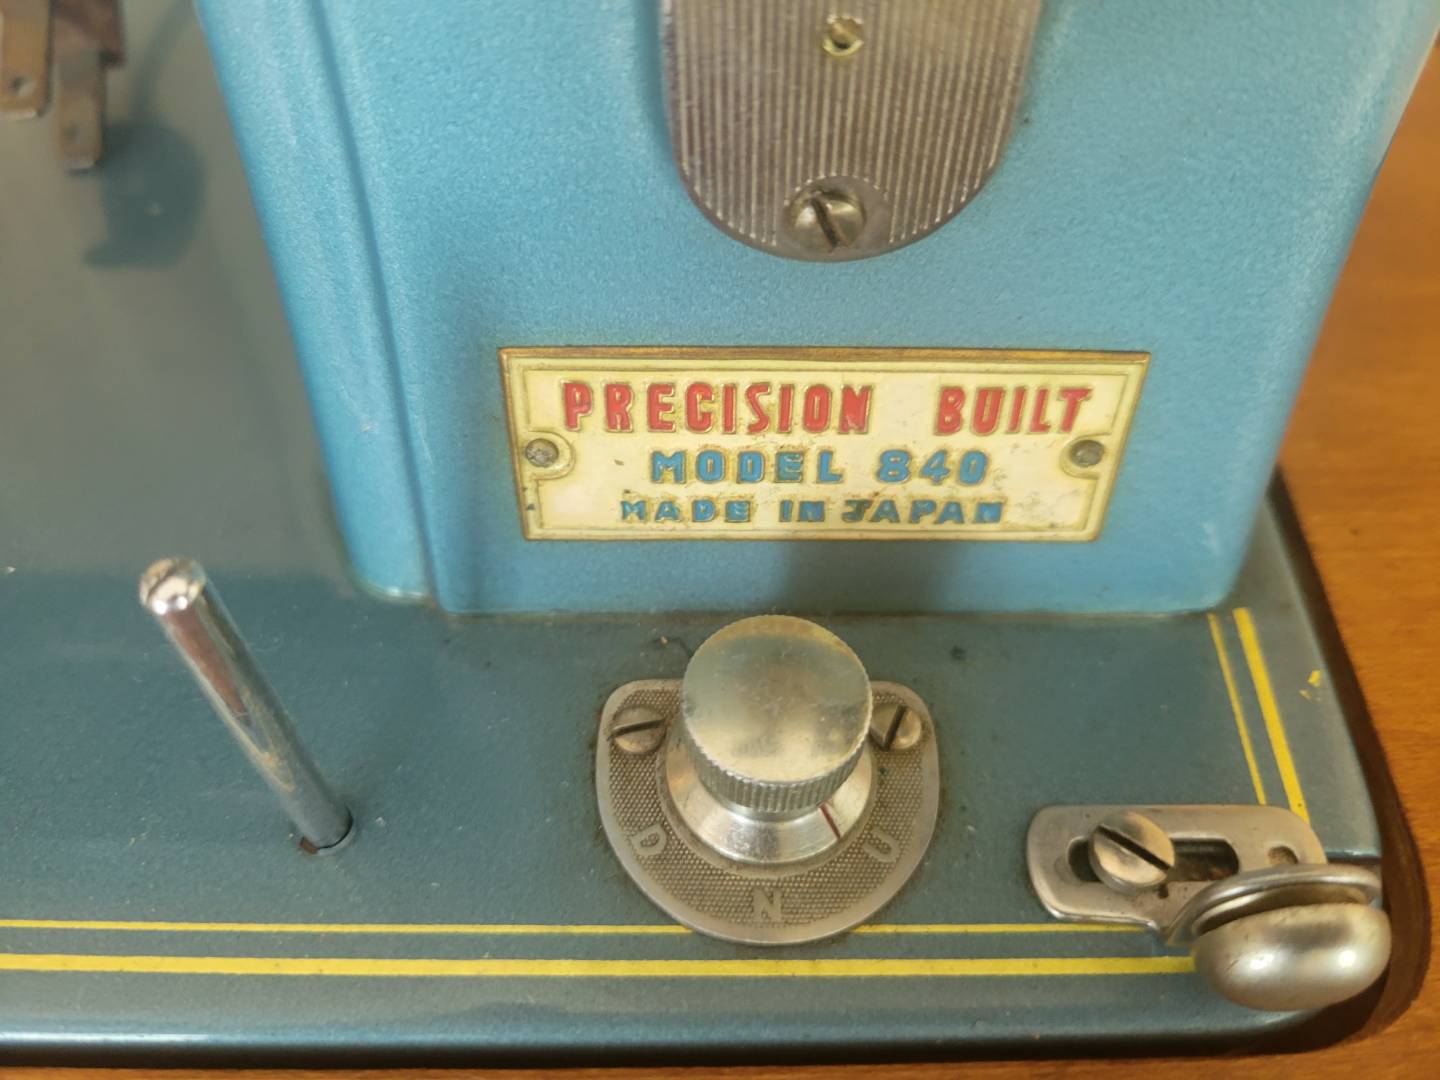 PRECISION BUILT
MODEL 840
MADE IN JAPAN
D N U